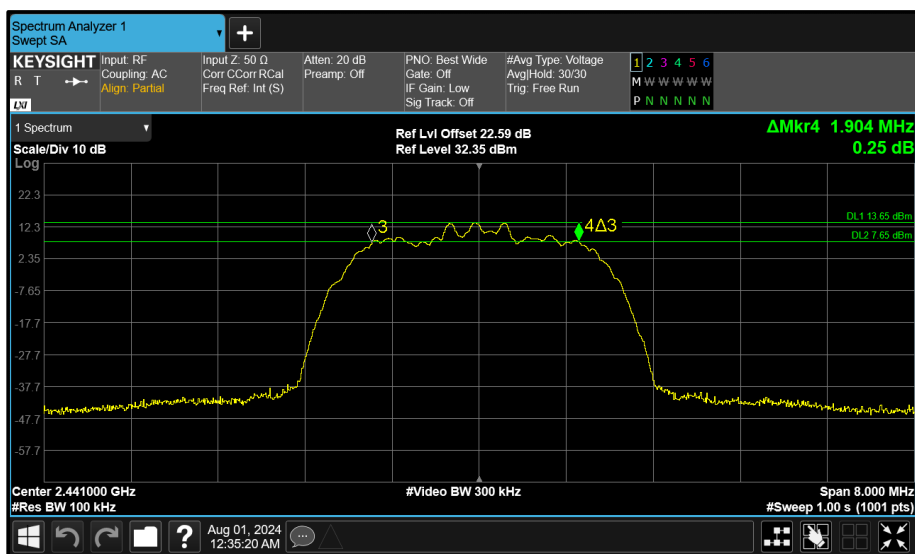 Spectrum Analyzer 1
Swept SA
KEYSIGHT
R T
LXI
Input: RF
Coupling: AC
Align: Partial
Input Z: 50 Ω
Corr CCorr RCal
Freq Ref: Int (S)
Atten: 20 dB
Preamp: Off
PNO: Best Wide
Gate: Off
IF Gain: Low
Sig Track: Off
#Avg Type: Voltage
Avg|Hold: 30/30
Trig: Free Run
1 2 3 4 5 6
M W W W W W
P N N N N N
1 Spectrum
Scale/Div 10 dB
Log
Ref Lvl Offset 22.59 dB
Ref Level 32.35 dBm
ΔMkr4 1.904 MHz
0.25 dB
22.3
12.3
2.35
-7.65
-17.7
-27.7
-37.7
-47.7
-57.7
3
4Δ3
DL1 13.65 dBm
DL2 7.65 dBm
Center 2.441000 GHz
#Res BW 100 kHz
#Video BW 300 kHz
Span 8.000 MHz
#Sweep 1.00 s (1001 pts)
?
Aug 01, 2024
12:35:20 AM